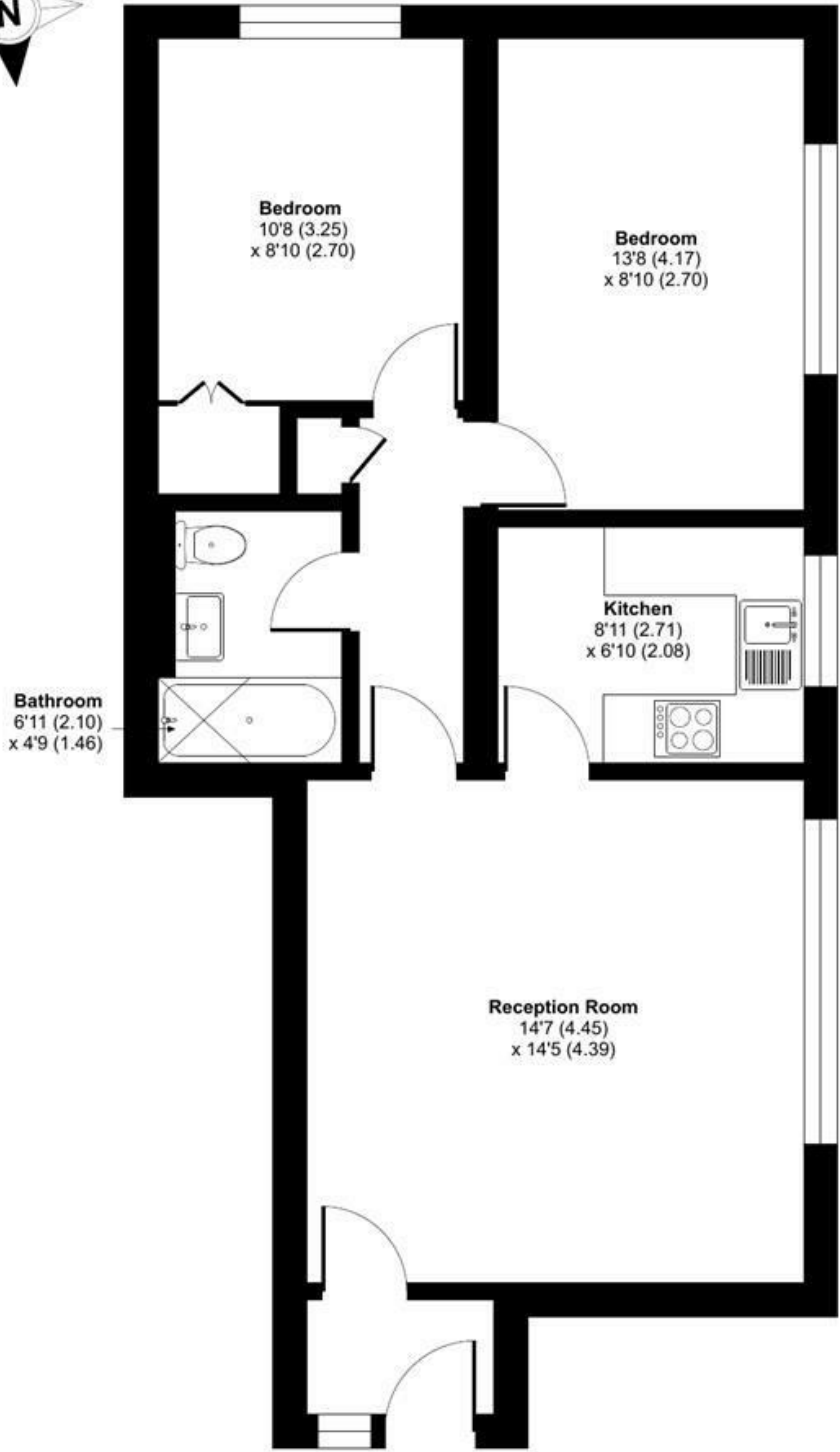 N
Bedroom
10'8 (3.25)
x 8'10 (2.70)
Bedroom
13'8 (4.17)
x 8'10 (2.70)
Kitchen
8'11 (2.71)
x 6'10 (2.08)
Bathroom
6'11 (2.10)
x 4'9 (1.46)
Reception Room
14'7 (4.45)
x 14'5 (4.39)